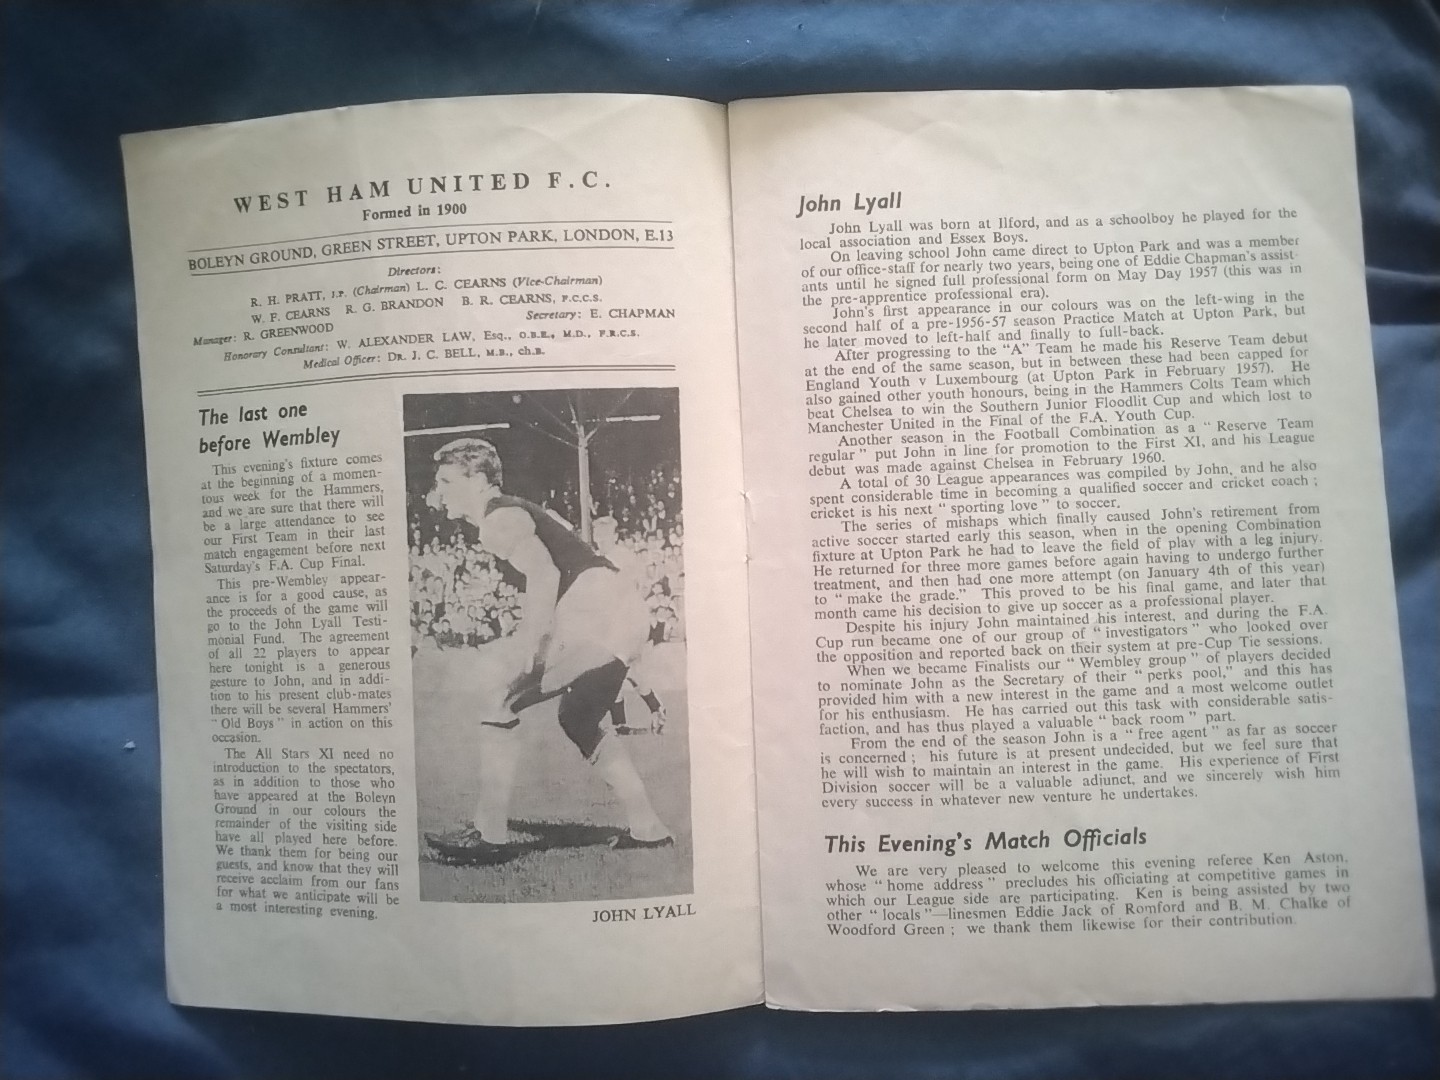 WEST HAM UNITED F.C.
Formed in 1900
BOLEYN GROUND, GREEN STREET, UPTON PARK, LONDON, E.13
Directors:
R. H. PRATT, J.P. (Chairman) L. C. CEARNS (Vice-Chairman)
W. F. CEARNS R. G. BRANDON B. R. CEARNS, F.C.C.S.
Manager: R. GREENWOOD Secretary: E. CHAPMAN
Honorary Consultant: W. ALEXANDER LAW, Esq., O.B.E., M.D., F.R.C.S.
Medical Officer: DR. J. C. BELL, M.B., ch.B.
The last one
before Wembley
This evening's fixture comes
at the beginning of a momen-
tous week for the Hammers,
and we are sure that there will
be a large attendance to see
our First Team in their last
match engagement before next
Saturday's F.A. Cup Final.
This pre-Wembley appear-
ance is for a good cause, as
the proceeds of the game will
go to the John Lyall Testi-
monial Fund. The agreement
of all 22 players to appear
here tonight is a generous
gesture to John, and in addi-
tion to his present club-mates
there will be several Hammers'
"Old Boys" in action on this
occasion.
The All Stars XI need no
introduction to the spectators,
as in addition to those who
have appeared at the Boleyn
Ground in our colours the
remainder of the visiting side
have all played here before.
We thank them for being our
guests, and know that they will
receive acclaim from our fans
for what we anticipate will be
a most interesting evening.
JOHN LYALL
John Lyall
John Lyall was born at Ilford, and as a schoolboy he played for the
local association and Essex Boys.
On leaving school John came direct to Upton Park and was a member
of our office-staff for nearly two years, being one of Eddie Chapman's assist-
ants until he signed full professional form on May Day 1957 (this was in
the pre-apprentice professional era).
John's first appearance in our colours was on the left-wing in the
second half of a pre-1956-57 season Practice Match at Upton Park, but
he later moved to left-half and finally to full-back.
After progressing to the "A" Team he made his Reserve Team debut
at the end of the same season, but in between these had been capped for
England Youth v Luxembourg (at Upton Park in February 1957). He
also gained other youth honours, being in the Hammers Colts Team which
beat Chelsea to win the Southern Junior Floodlit Cup and which lost to
Manchester United in the Final of the F.A. Youth Cup.
Another season in the Football Combination as a "Reserve Team
regular" put John in line for promotion to the First XI, and his League
debut was made against Chelsea in February 1960.
A total of 30 League appearances was compiled by John, and he also
spent considerable time in becoming a qualified soccer and cricket coach;
cricket is his next "sporting love" to soccer.
The series of mishaps which finally caused John's retirement from
active soccer started early this season, when in the opening Combination
fixture at Upton Park he had to leave the field of play with a leg injury.
He returned for three more games before again having to undergo further
treatment, and then had one more attempt (on January 4th of this year)
to "make the grade." This proved to be his final game, and later that
month came his decision to give up soccer as a professional player.
Despite his injury John maintained his interest, and during the F.A.
Cup run became one of our group of "investigators" who looked over
the opposition and reported back on their system at pre-Cup Tie sessions.
When we became Finalists our "Wembley group" of players decided
to nominate John as the Secretary of their "perks pool," and this has
provided him with a new interest in the game and a most welcome outlet
for his enthusiasm. He has carried out this task with considerable satis-
faction, and has thus played a valuable "back room" part.
From the end of the season John is a "free agent" as far as soccer
is concerned; his future is at present undecided, but we feel sure that
he will wish to maintain an interest in the game. His experience of First
Division soccer will be a valuable adjunct, and we sincerely wish him
every success in whatever new venture he undertakes.
This Evening's Match Officials
We are very pleased to welcome this evening referee Ken Aston,
whose "home address" precludes his officiating at competitive games in
which our League side are participating. Ken is being assisted by two
other "locals"—linesmen Eddie Jack of Romford and B. M. Chalke of
Woodford Green; we thank them likewise for their contribution.